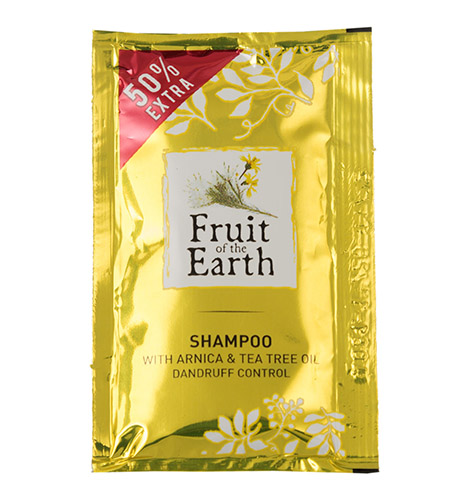 50%
EXTRA
Fruit
of the
Earth
SHAMPOO
WITH ARNICA & TEA TREE OIL
DANDRUFF CONTROL